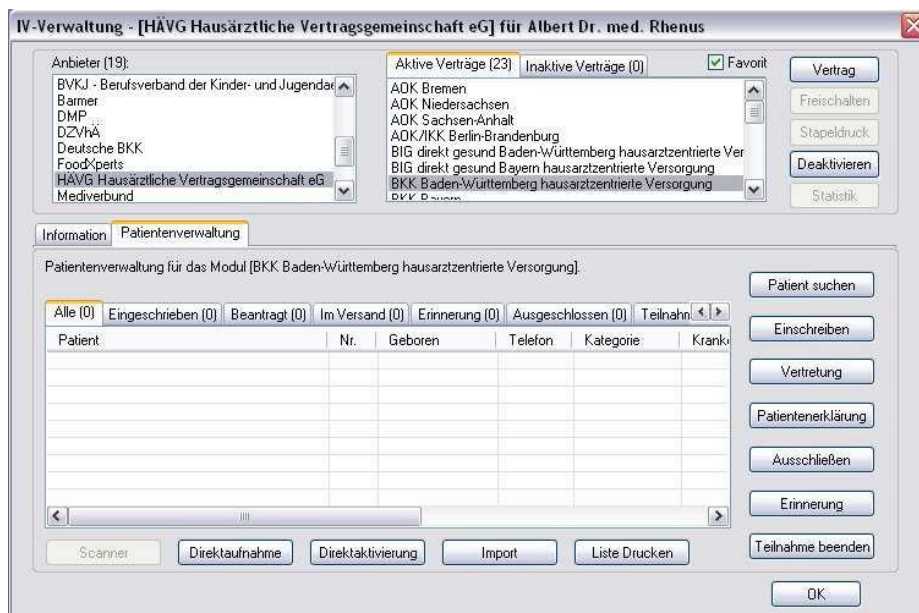 IV-Verwaltung - [HÄVG Hausärztliche Vertragsgemeinschaft eG] für Albert Dr. med. Rhenus
Anbieter (19):
BVKJ - Berufsverband der Kinder- und Jugendae
Barmer
DMP
DZVhÄ
Deutsche BKK
FoodXperts
HÄVG Hausärztliche Vertragsgemeinschaft eG
Mediverbund
Aktive Verträge (23) Inaktive Verträge (0) Favorit
AOK Bremen
AOK Niedersachsen
AOK Sachsen-Anhalt
AOK/IKK Berlin-Brandenburg
BIG direkt gesund Baden-Württemberg hausarztzentrierte Ver
BIG direkt gesund Bayern hausarztzentrierte Versorgung
BKK Baden-Württemberg hausarztzentrierte Versorgung
BKK Bayern
Vertrag
Freischalten
Stapeldruck
Deaktivieren
Statistik
Information Patientenverwaltung
Patientenverwaltung für das Modul [BKK Baden-Württemberg hausarztzentrierte Versorgung].
Alle (0) Eingeschrieben (0) Beantragt (0) Im Versand (0) Erinnerung (0) Ausgeschlossen (0) Teilnahm
Patient Nr. Geboren Telefon Kategorie Kranke
Patient suchen
Einschreiben
Vertretung
Patientenerklärung
Ausschließen
Erinnerung
Teilnahme beenden
Scanner Direktaufnahme Direktaktivierung Import Liste Drucken
OK